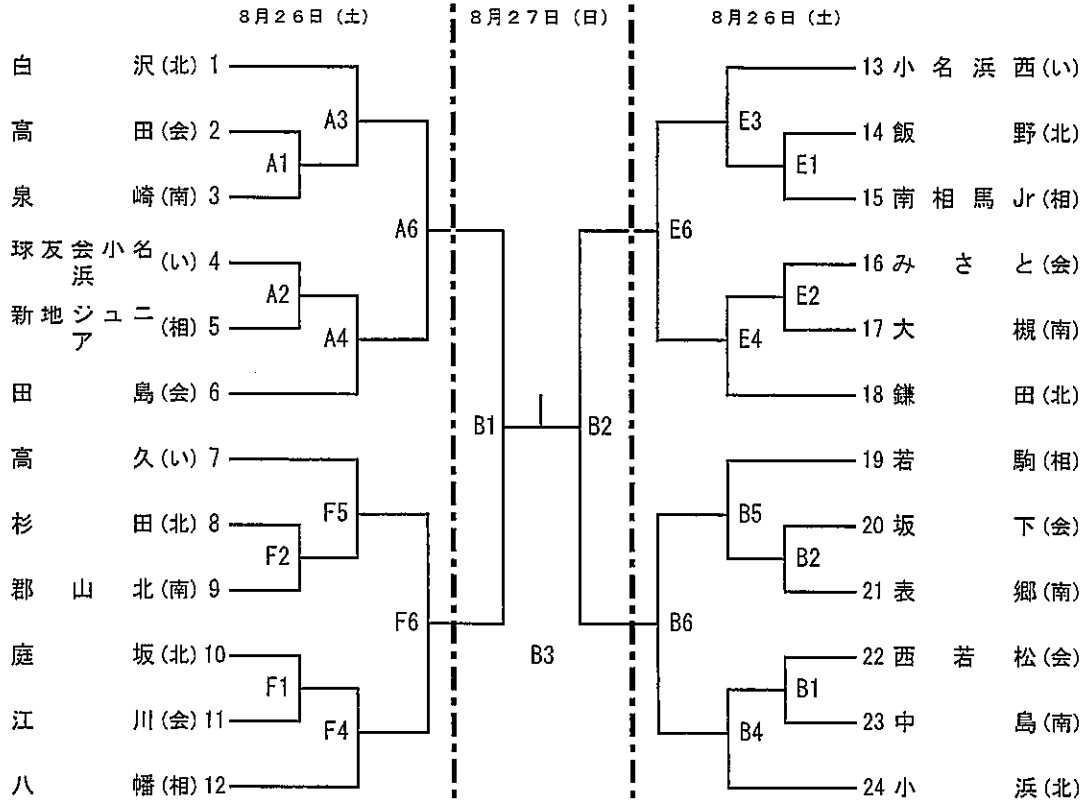 8月26日(土) 8月27日(日) 8月26日(土)
白沢(北) 1
高田(会) 2
泉崎(南) 3
球友会小名浜(い) 4
新地ジュニア(相) 5
田島(会) 6
高久(い) 7
杉田(北) 8
郡山北(南) 9
庭坂(北) 10
江川(会) 11
八幡(相) 12
A3
A1
A6
A2
A4
F5
F2
F6
F1
F4
B1
B2
B3
E3
E1
E6
E2
E4
B5
B2
B6
B1
B4
13 小名浜西(い)
14 飯野(北)
15 南相馬Jr(相)
16 みさと(会)
17 大槻(南)
18 鎌田(北)
19 若駒(相)
20 坂下(会)
21 表郷(南)
22 西若松(会)
23 中島(南)
24 小浜(北)